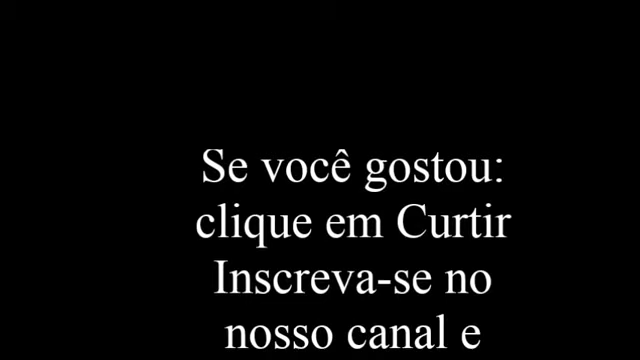 Se você gostou:
clique em Curtir
Inscreva-se no
nosso canal e